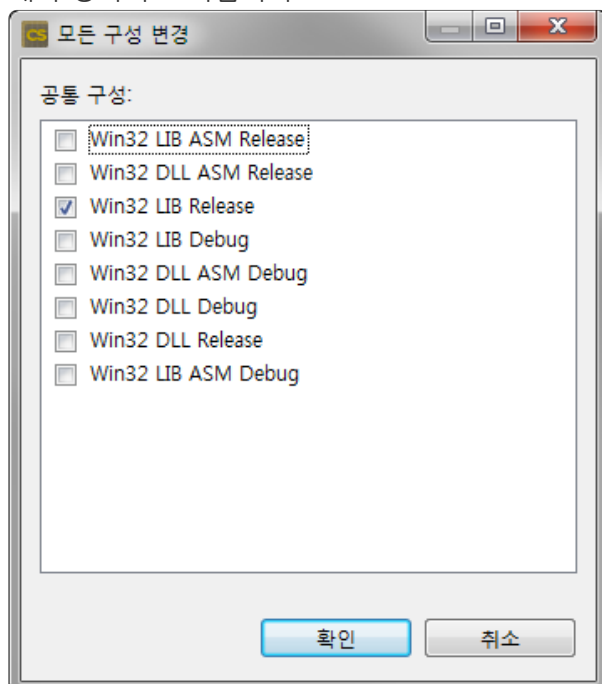 CS 모든 구성 변경
공통 구성:
Win32 LIB ASM Release
Win32 DLL ASM Release
Win32 LIB Release
Win32 LIB Debug
Win32 DLL ASM Debug
Win32 DLL Debug
Win32 DLL Release
Win32 LIB ASM Debug
확인 취소